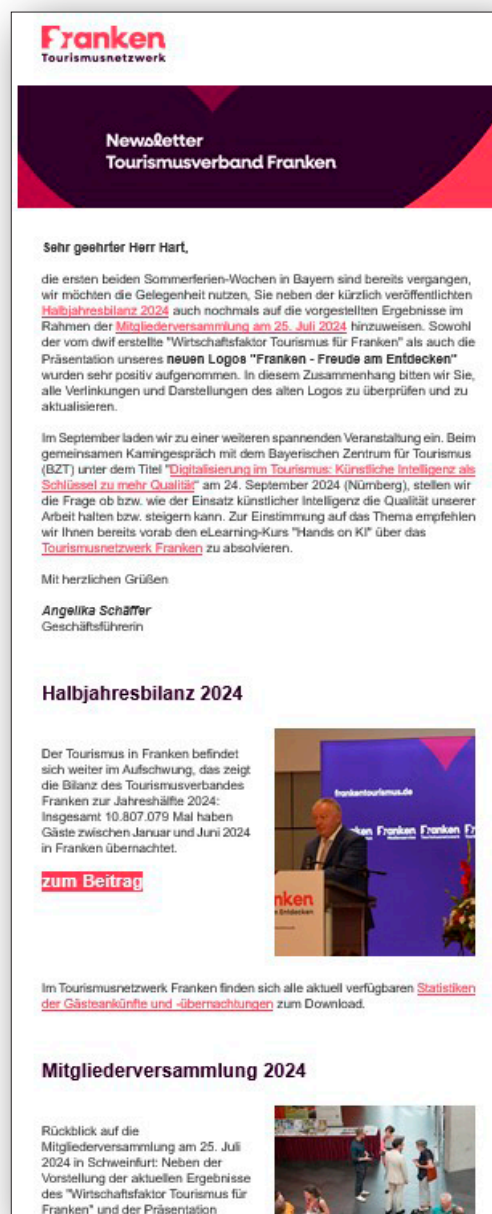 Franken
Tourismusnetzwerk
Newsletter
Tourismusverband Franken
Sehr geehrter Herr Hart,
die ersten beiden Sommerferien-Wochen in Bayern sind bereits vergangen,
wir möchten die Gelegenheit nutzen, Sie neben der kürzlich veröffentlichten
Halbjahresbilanz 2024 auch nochmals auf die vorgestellten Ergebnisse im
Rahmen der Mitgliederversammlung am 25. Juli 2024 hinzuweisen. Sowohl
der vom dwif erstellte "Wirtschaftsfaktor Tourismus für Franken" als auch die
Präsentation unseres neuen Logos "Franken - Freude am Entdecken"
wurden sehr positiv aufgenommen. In diesem Zusammenhang bitten wir Sie,
alle Verlinkungen und Darstellungen des alten Logos zu überprüfen und zu
aktualisieren.
Im September laden wir zu einer weiteren spannenden Veranstaltung ein. Beim
gemeinsamen Kamingespräch mit dem Bayerischen Zentrum für Tourismus
(BZT) unter dem Titel "Digitalisierung im Tourismus: Künstliche Intelligenz als
Schlüssel zu mehr Qualität" am 24. September 2024 (Nürnberg), stellen wir
die Frage ob bzw. wie der Einsatz künstlicher Intelligenz die Qualität unserer
Arbeit halten bzw. steigern kann. Zur Einstimmung auf das Thema empfehlen
wir Ihnen bereits vorab den eLearning-Kurs "Hands on KI" über das
Tourismusnetzwerk Franken zu absolvieren.
Mit herzlichen Grüßen
Angelika Schäffer
Geschäftsführerin
Halbjahresbilanz 2024
Der Tourismus in Franken befindet
sich weiter im Aufschwung, das zeigt
die Bilanz des Tourismusverbandes
Franken zur Jahreshälfte 2024:
Insgesamt 10.807.079 Mal haben
Gäste zwischen Januar und Juni 2024
in Franken übernachtet.
zum Beitrag
frankentourismus.de
Franken Franken
Im Tourismusnetzwerk Franken finden sich alle aktuell verfügbaren Statistiken
der Gästeankünfte und -übernachtungen zum Download.
Mitgliederversammlung 2024
Rückblick auf die
Mitgliederversammlung am 25. Juli
2024 in Schweinfurt: Neben der
Vorstellung der aktuellen Ergebnisse
des "Wirtschaftsfaktor Tourismus für
Franken" und der Präsentation